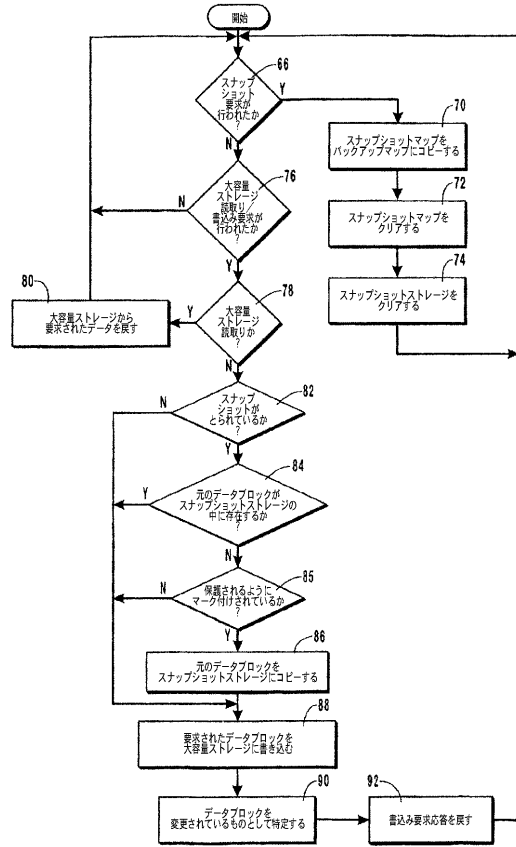 開始
66
スナップ
ショット
要求が
行われたか
?
Y
N
70
スナップショットマップを
バックアップマップにコピーする
72
スナップショットマップを
クリアする
74
スナップショットストレージを
クリアする
76
大容量
ストレージ
読取り／
書込み要求が
行われたか
?
N
Y
78
大容量
ストレージ
読取りか
?
Y
N
80
大容量ストレージから
要求されたデータを戻す
82
スナップ
ショットが
とられているか
?
N
Y
84
元のデータブロックが
スナップショットストレージの
中に存在するか
?
Y
N
85
保護されるように
マーク付けされているか
?
N
Y
86
元のデータブロックを
スナップショットストレージにコピーする
88
要求されたデータブロックを
大容量ストレージに書き込む
90
データブロックを
変更されているものとして特定する
92
書込み要求応答を戻す